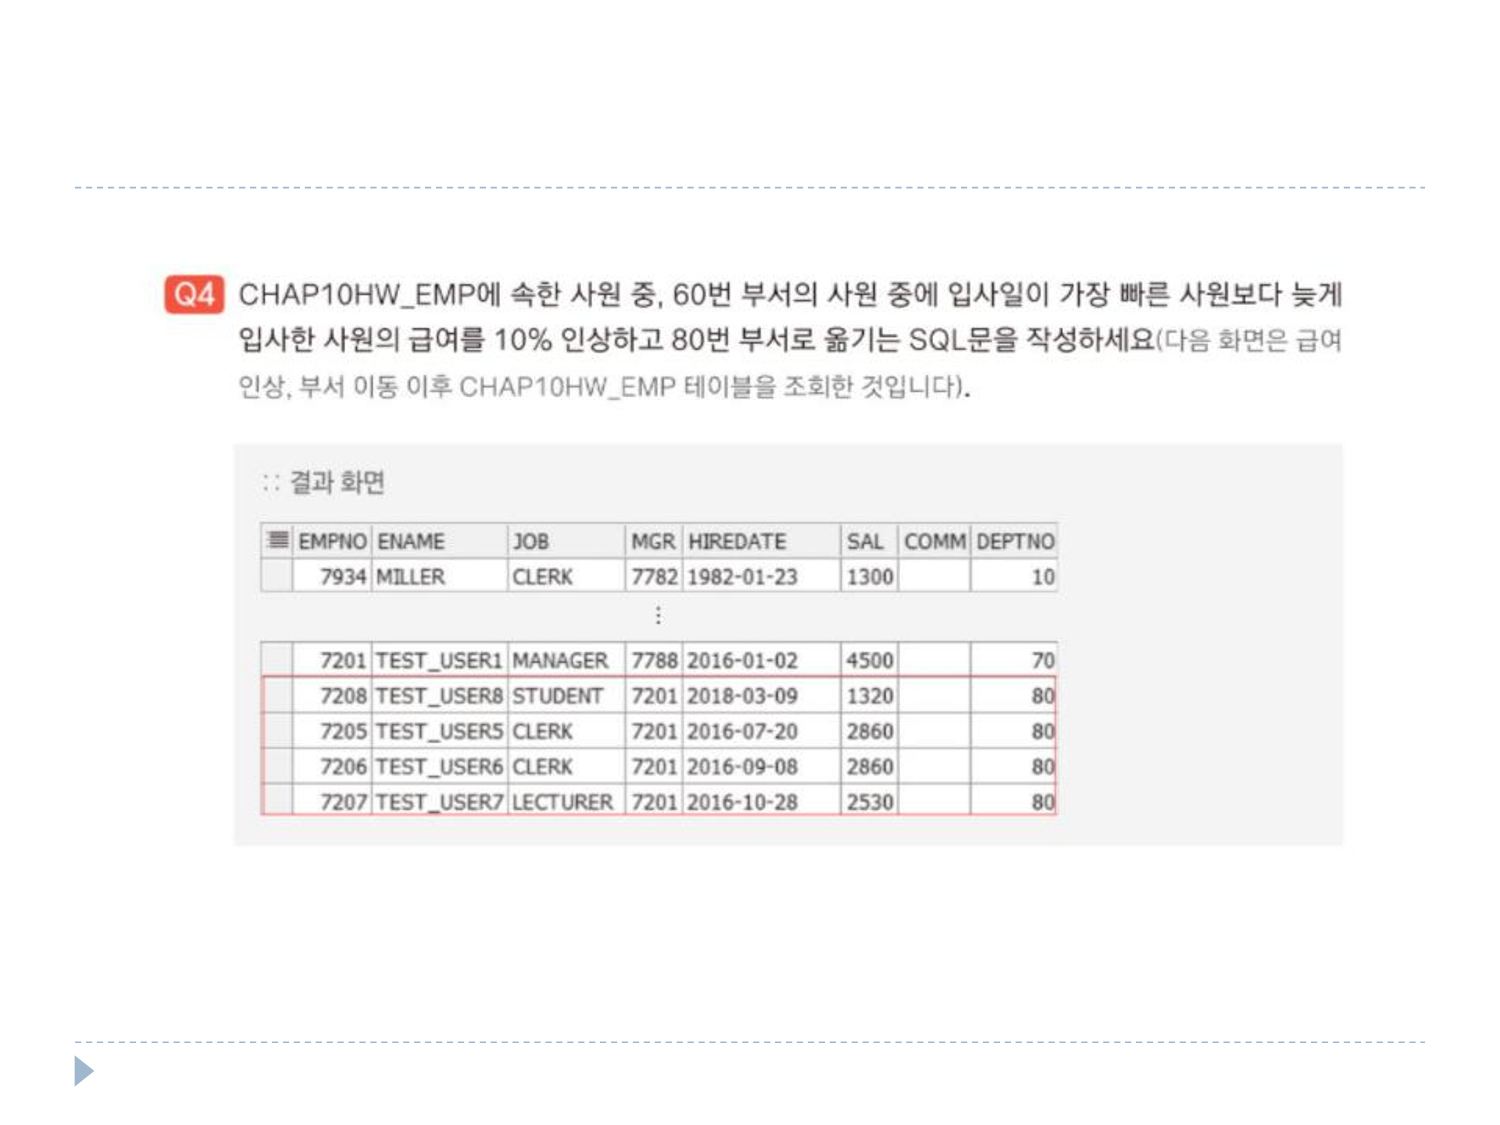 Q4 CHAP10HW_EMP에 속한 사원 중, 60번 부서의 사원 중에 입사일이 가장 빠른 사원보다 늦게
입사한 사원의 급여를 10% 인상하고 80번 부서로 옮기는 SQL문을 작성하세요(다음 화면은 급여
인상, 부서 이동 이후 CHAP10HW_EMP 테이블을 조회한 것입니다).
:: 결과 화면
EMPNO ENAME JOB MGR HIREDATE SAL COMM DEPTNO
7934 MILLER CLERK 7782 1982-01-23 1300 10
⋮
7201 TEST_USER1 MANAGER 7788 2016-01-02 4500 70
7208 TEST_USER8 STUDENT 7201 2018-03-09 1320 80
7205 TEST_USER5 CLERK 7201 2016-07-20 2860 80
7206 TEST_USER6 CLERK 7201 2016-09-08 2860 80
7207 TEST_USER7 LECTURER 7201 2016-10-28 2530 80